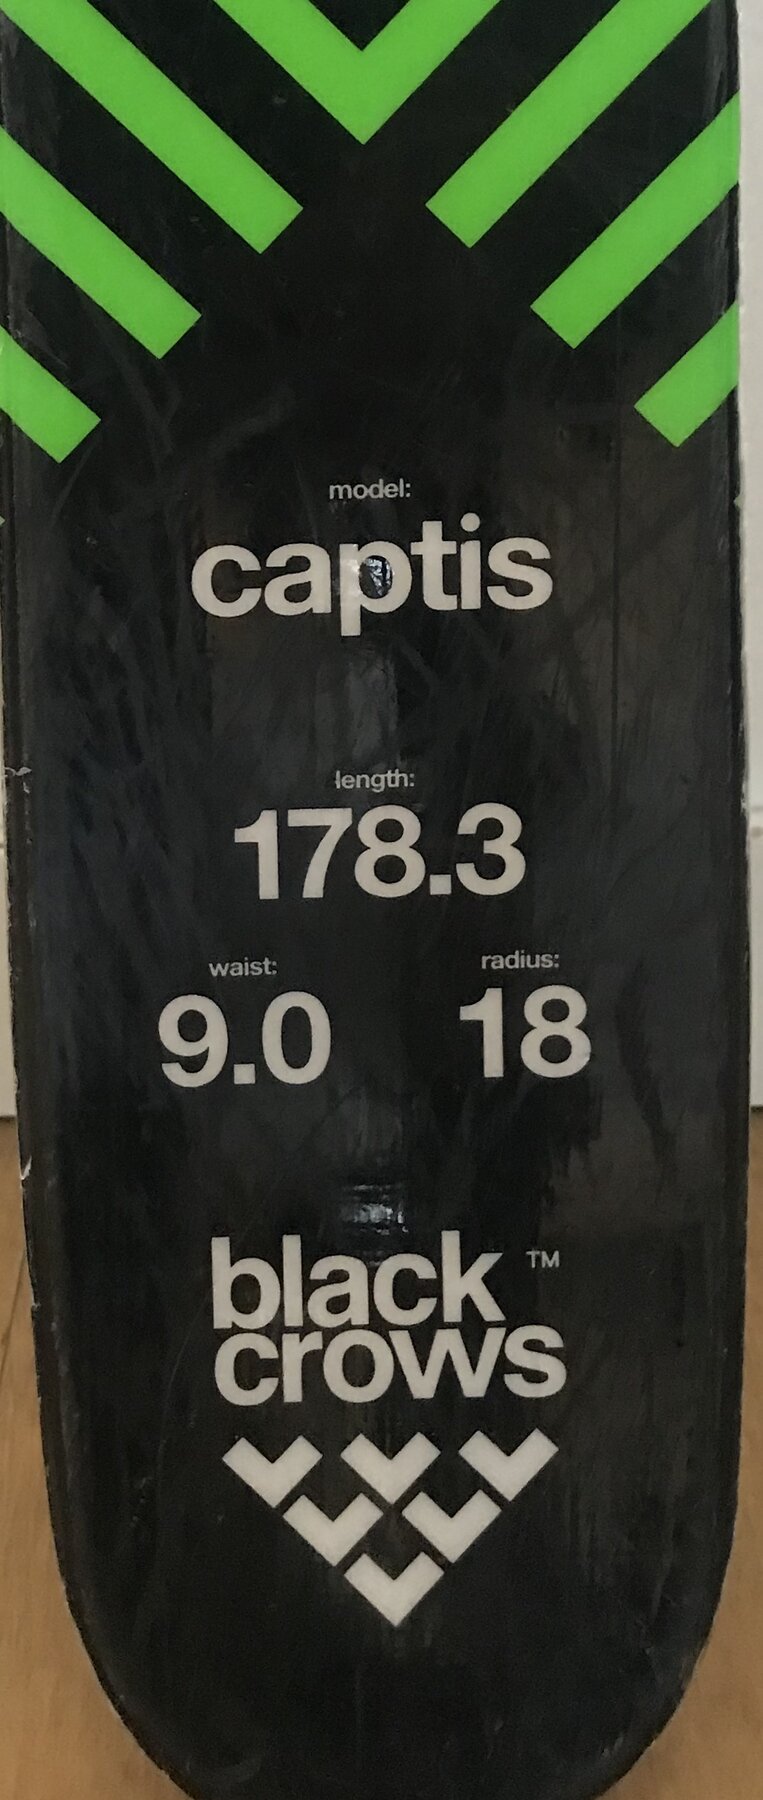 model:
captis
length:
178.3
waist: radius:
9.0 18
black ™
crows